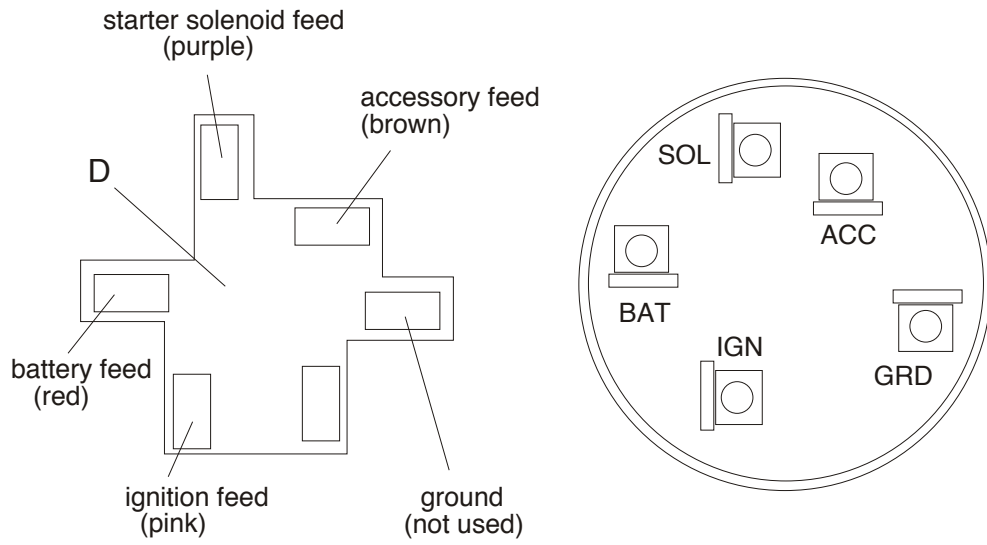 starter solenoid feed
(purple)
accessory feed
(brown)
D
battery feed
(red)
ignition feed
(pink)
ground
(not used)
SOL
ACC
BAT
IGN
GRD